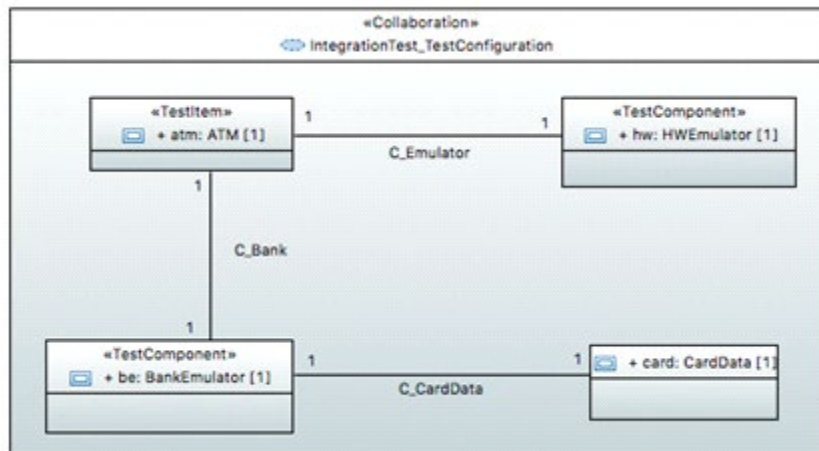 «Collaboration»
IntegrationTest_TestConfiguration
«TestItem»
+ atm: ATM [1]
1
1
«TestComponent»
+ hw: HWEmulator [1]
C_Emulator
1
C_Bank
1
«TestComponent»
+ be: BankEmulator [1]
1
1
+ card: CardData [1]
C_CardData